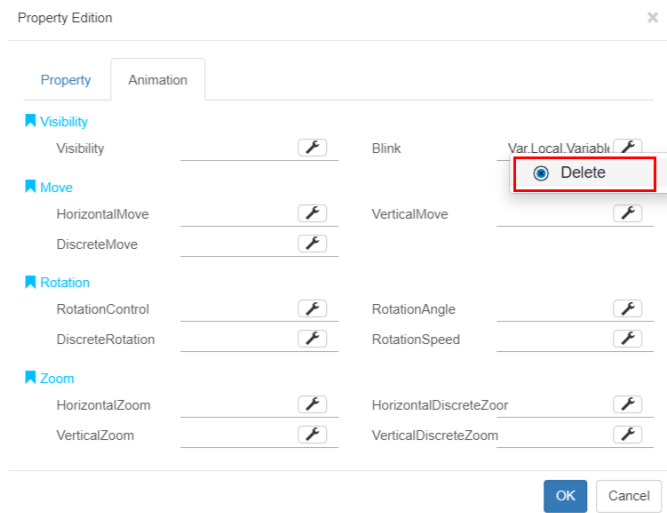 Property Edition
Property Animation
Visibility
Visibility Blink Var.Local.Variabl
Delete
Move
HorizontalMove VerticalMove
DiscreteMove
Rotation
RotationControl RotationAngle
DiscreteRotation RotationSpeed
Zoom
HorizontalZoom HorizontalDiscreteZoor
VerticalZoom VerticalDiscreteZoom
OK Cancel